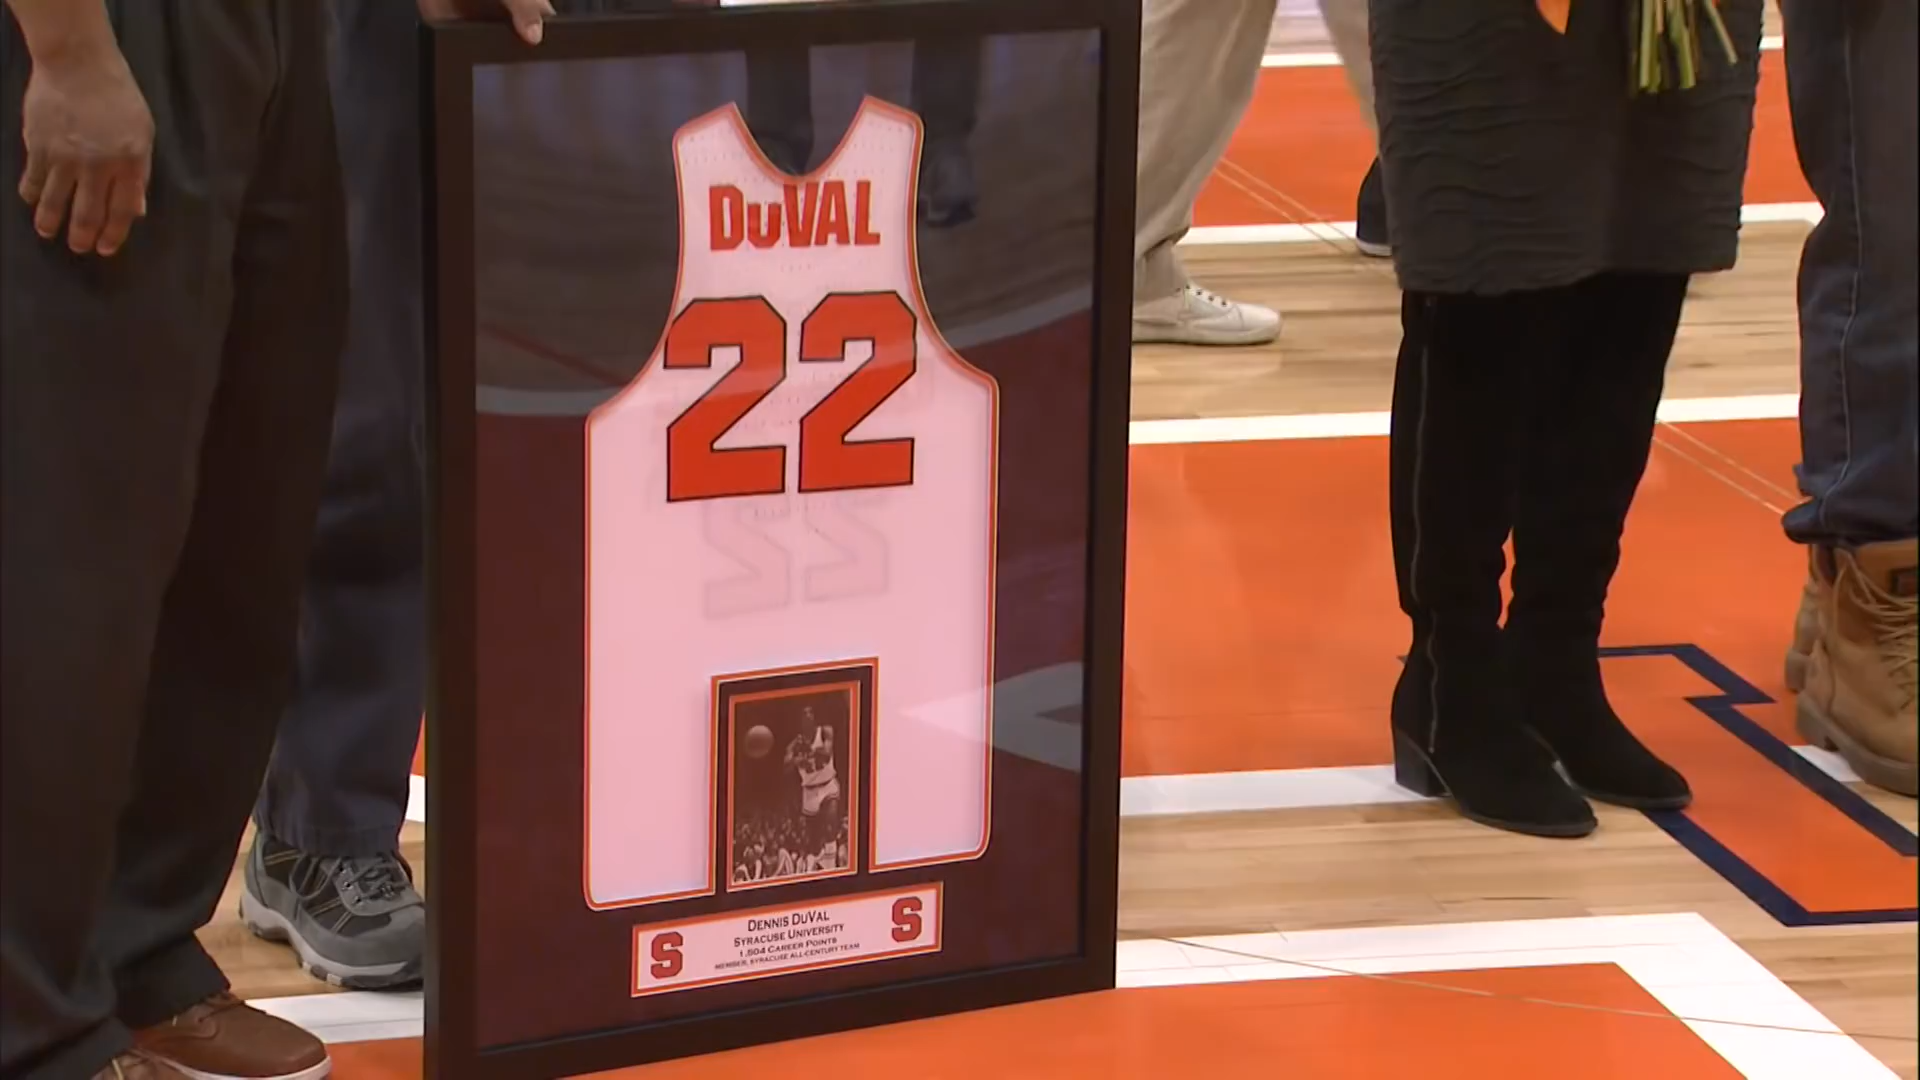 DuVAL
22
DENNIS DUVAL
SYRACUSE UNIVERSITY
1,504 CAREER POINTS
MEMBER, SYRACUSE ALL-CENTURY TEAM
S
S